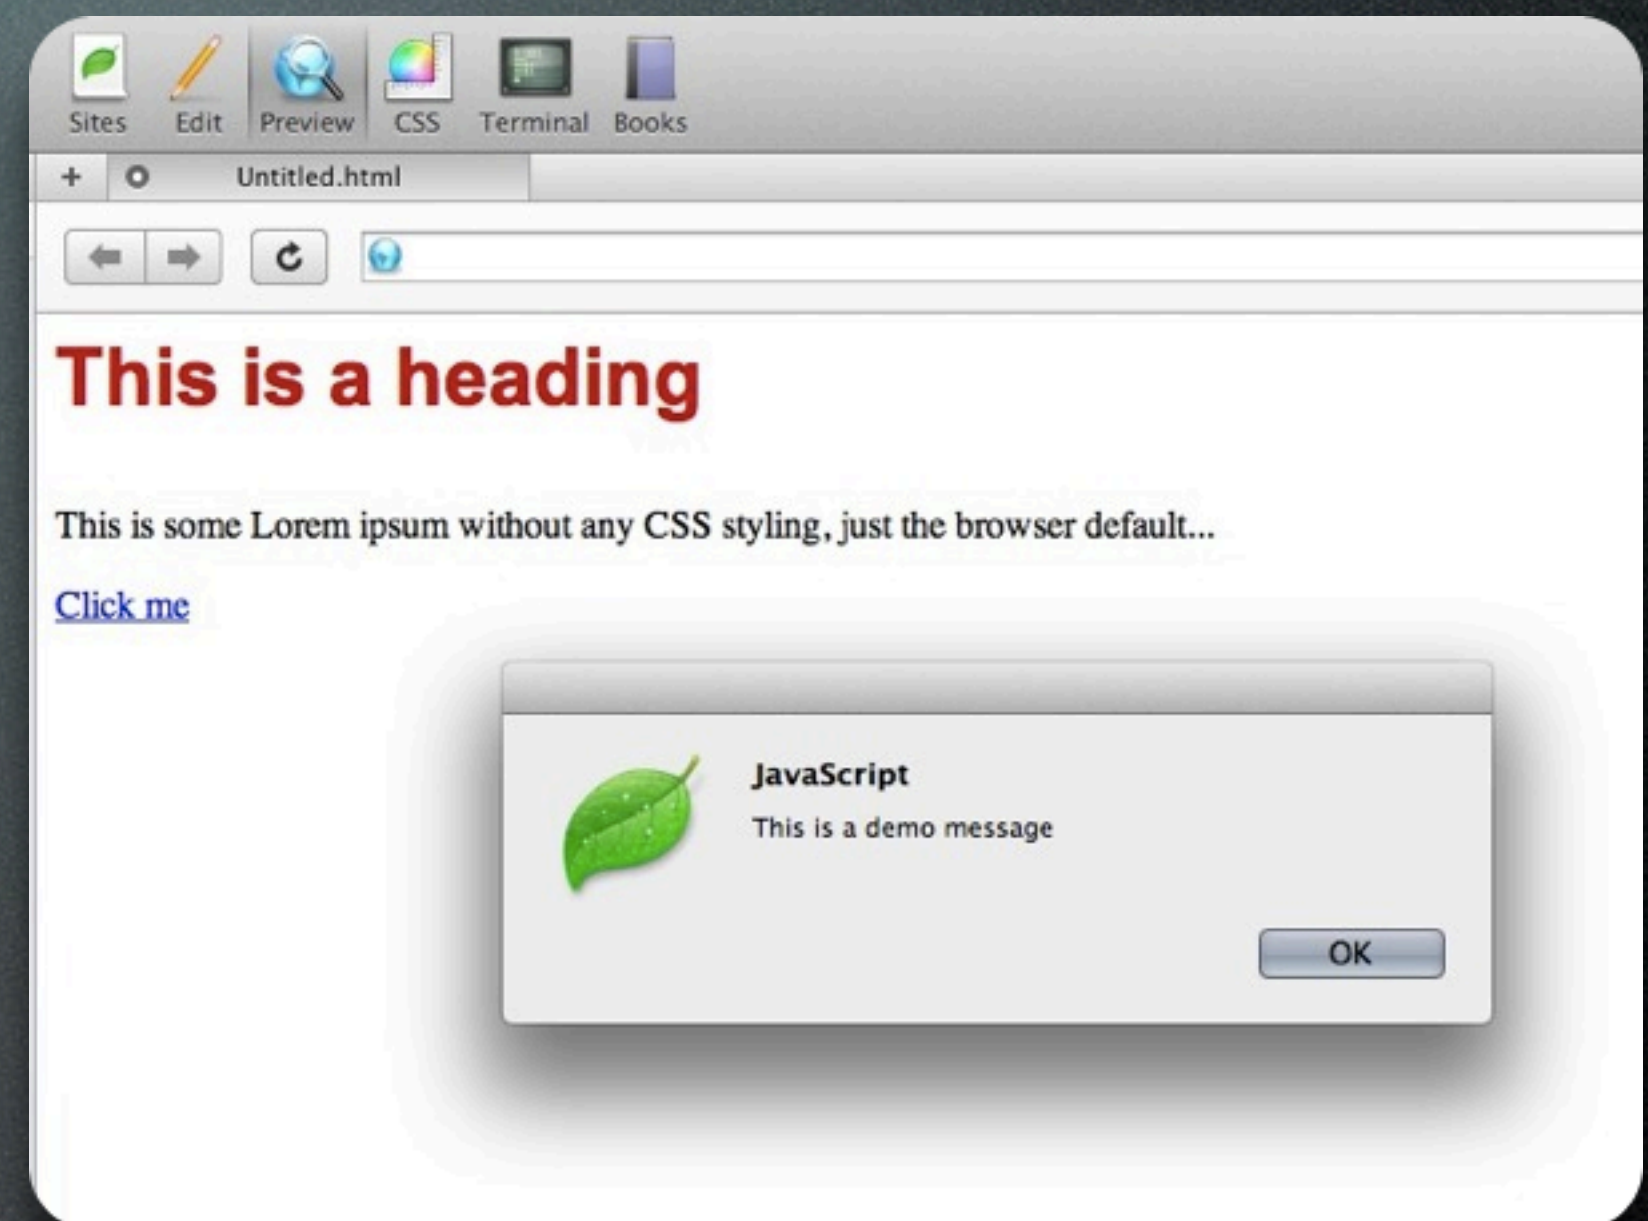 Sites Edit Preview CSS Terminal Books
Untitled.html
This is a heading
This is some Lorem ipsum without any CSS styling, just the browser default...
Click me
JavaScript
This is a demo message
OK